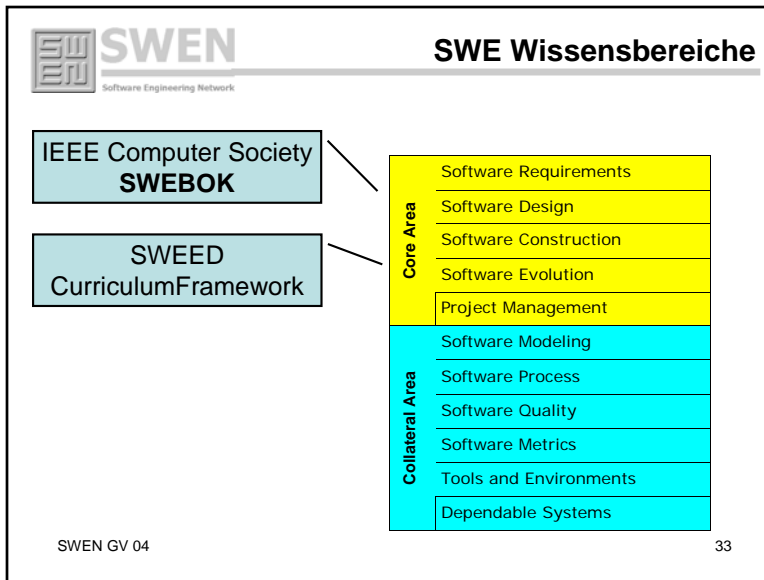 SW
EN
SWEN
Software Engineering Network
SWE Wissensbereiche
IEEE Computer Society
SWEBOK
SWEED
CurriculumFramework
Core Area
Software Requirements
Software Design
Software Construction
Software Evolution
Project Management
Collateral Area
Software Modeling
Software Process
Software Quality
Software Metrics
Tools and Environments
Dependable Systems
SWEN GV 04
33